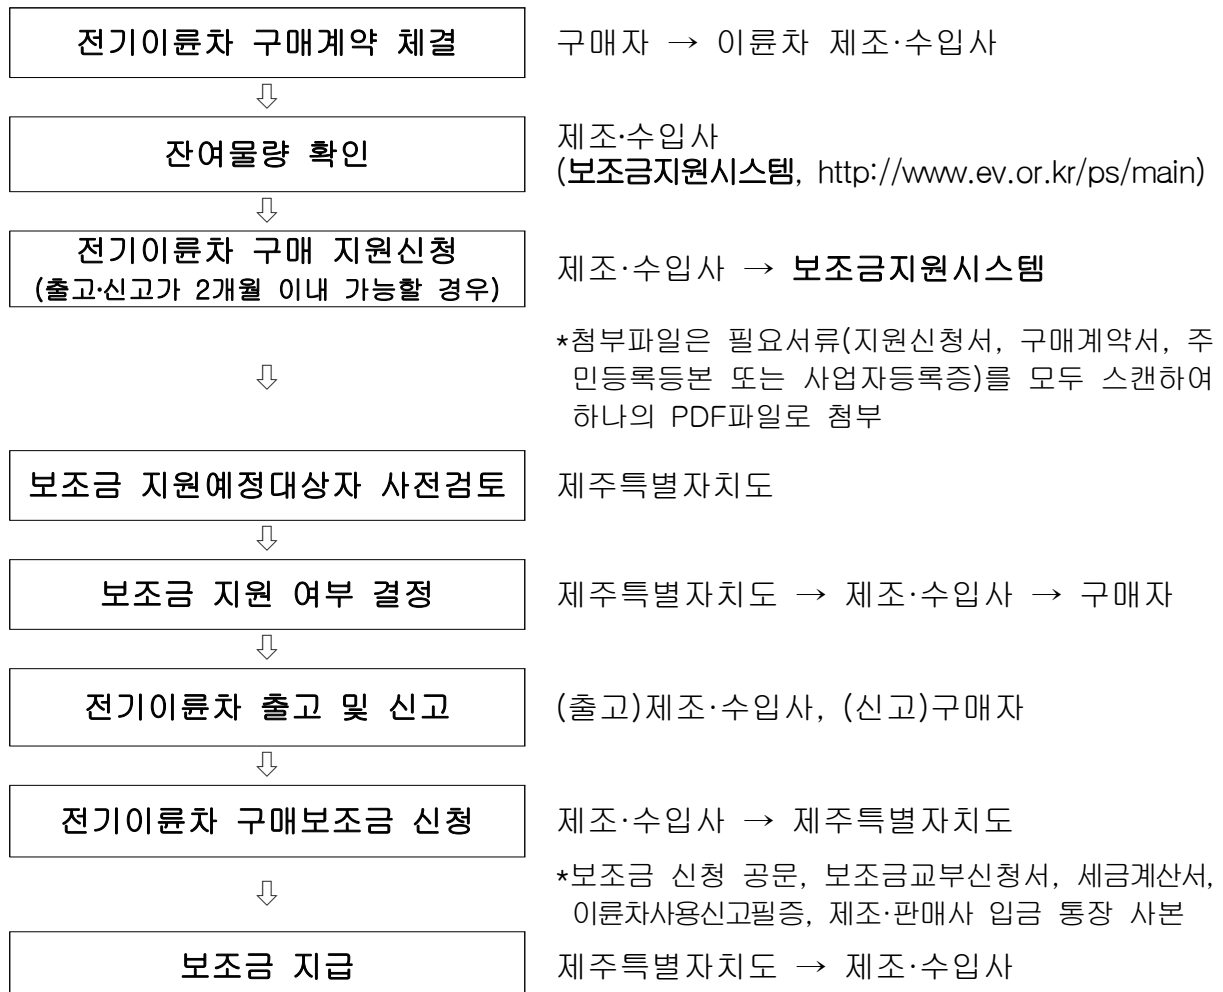 전기이륜차 구매계약 체결
구매자 → 이륜차 제조·수입사
⇩
잔여물량 확인
제조·수입사
(보조금지원시스템, http://www.ev.or.kr/ps/main)
⇩
전기이륜차 구매 지원신청
(출고·신고가 2개월 이내 가능할 경우)
제조·수입사 → 보조금지원시스템
*첨부파일은 필요서류(지원신청서, 구매계약서, 주
민등록등본 또는 사업자등록증)를 모두 스캔하여
하나의 PDF파일로 첨부
⇩
보조금 지원예정대상자 사전검토
제주특별자치도
⇩
보조금 지원 여부 결정
제주특별자치도 → 제조·수입사 → 구매자
⇩
전기이륜차 출고 및 신고
(출고)제조·수입사, (신고)구매자
⇩
전기이륜차 구매보조금 신청
제조·수입사 → 제주특별자치도
*보조금 신청 공문, 보조금교부신청서, 세금계산서,
이륜차사용신고필증, 제조·판매사 입금 통장 사본
⇩
보조금 지급
제주특별자치도 → 제조·수입사